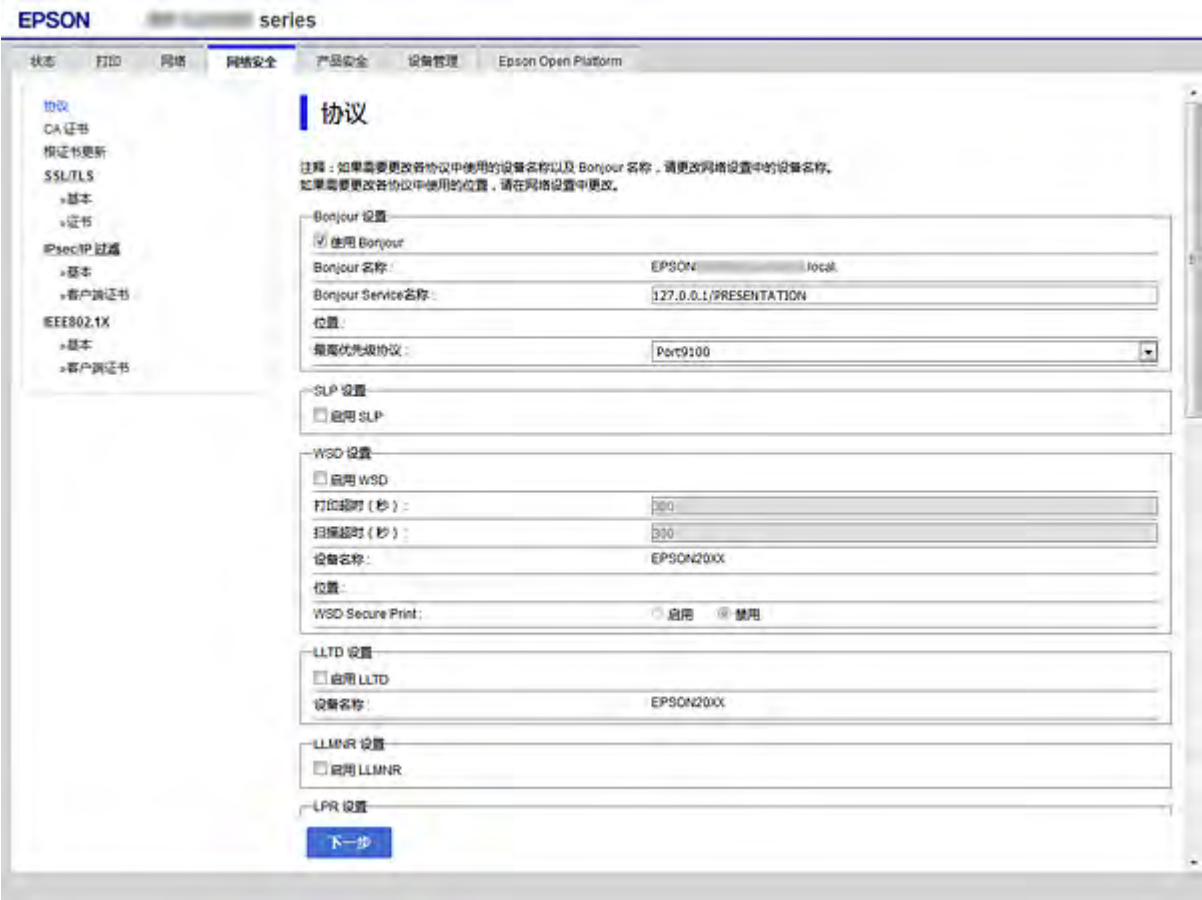 EPSON series
状态 打印 网络 网络安全 产品安全 设备管理 Epson Open Platform
协议
CA 证书
根证书更新
SSL/TLS
»基本
»证书
IPsec/IP 过滤
»基本
»客户端证书
IEEE802.1X
»基本
»客户端证书
协议
注释：如果需要更改各协议中使用的设备名称以及 Bonjour 名称，请更改网络设置中的设备名称。
如果需要更改各协议中使用的位置，请在网络设置中更改。
Bonjour 设置
使用 Bonjour
Bonjour 名称 : EPSON .local.
Bonjour Service名称 : 127.0.0.1/PRESENTATION
位置 :
最高优先级协议 : Port9100
SLP 设置
启用 SLP
WSD 设置
启用 WSD
打印超时（秒） : 300
扫描超时（秒） : 300
设备名称 : EPSON20XX
位置 :
WSD Secure Print : 启用 禁用
LLTD 设置
启用 LLTD
设备名称 : EPSON20XX
LLMNR 设置
启用 LLMNR
LPR 设置
下一步